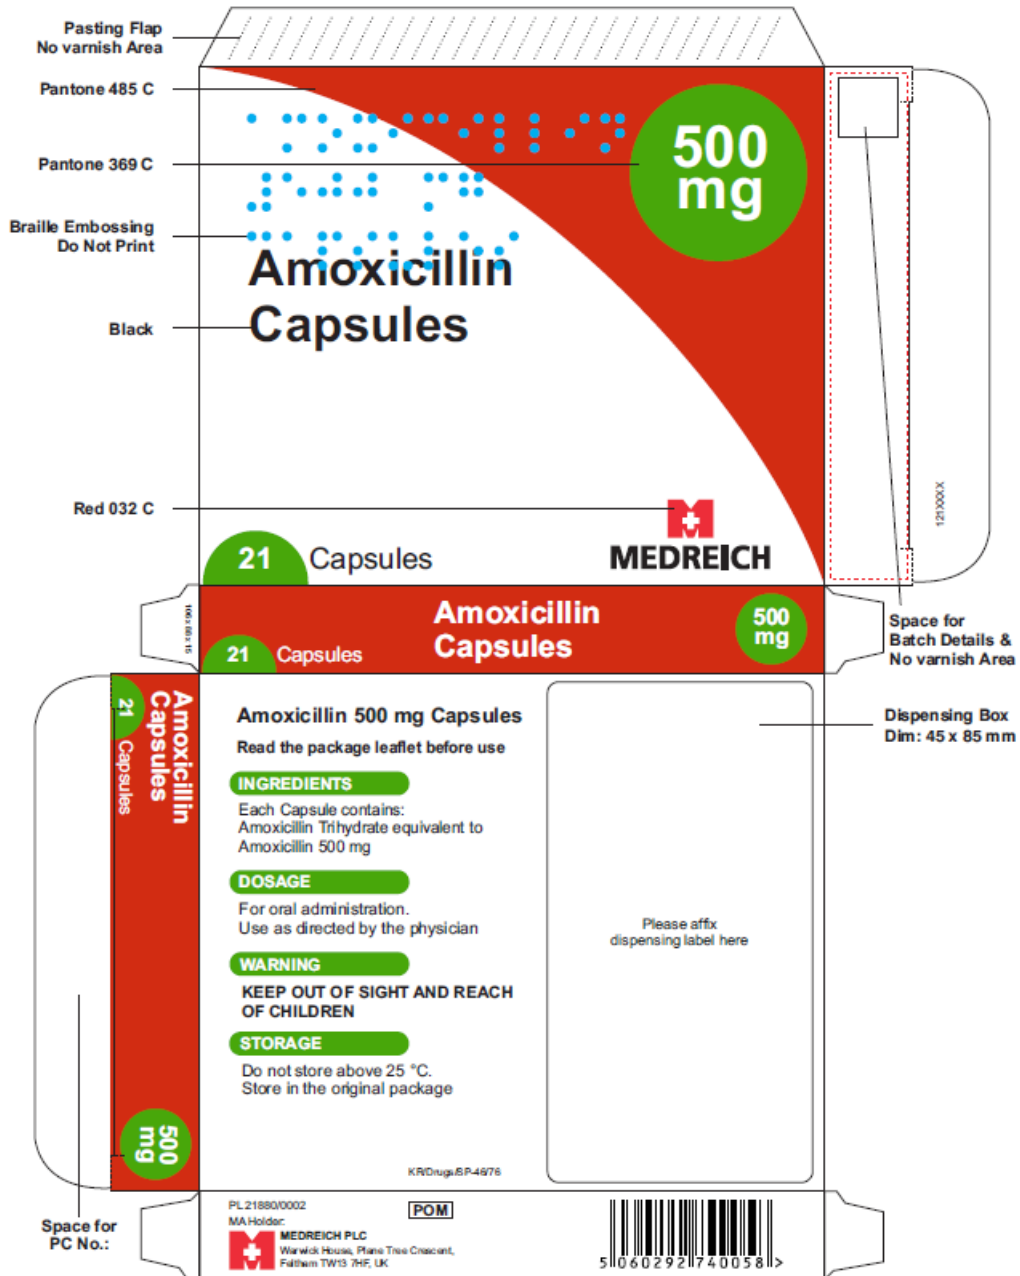 Pasting Flap
No varnish Area
Pantone 485 C
Pantone 369 C
Braille Embossing
Do Not Print
Black
Red 032 C
500
mg
Amoxicillin
Capsules
21 Capsules
MEDREICH
121XXXX
Space for
Batch Details &
No varnish Area
106 x 88 x 15
21 Capsules
Amoxicillin
Capsules
500
mg
Dispensing Box
Dim: 45 x 85 mm
21 Capsules
Amoxicillin
Capsules
500
mg
Space for
PC No.:
Amoxicillin 500 mg Capsules
Read the package leaflet before use
INGREDIENTS
Each Capsule contains:
Amoxicillin Trihydrate equivalent to
Amoxicillin 500 mg
DOSAGE
For oral administration.
Use as directed by the physician
WARNING
KEEP OUT OF SIGHT AND REACH
OF CHILDREN
STORAGE
Do not store above 25 °C.
Store in the original package
KR/Drugs/SP-46/76
Please affix
dispensing label here
PL 21880/0002
MA Holder:
MEDREICH PLC
Warwick House, Plane Tree Crescent,
Feltham TW13 7HF, UK
POM
5 060292 740058 >